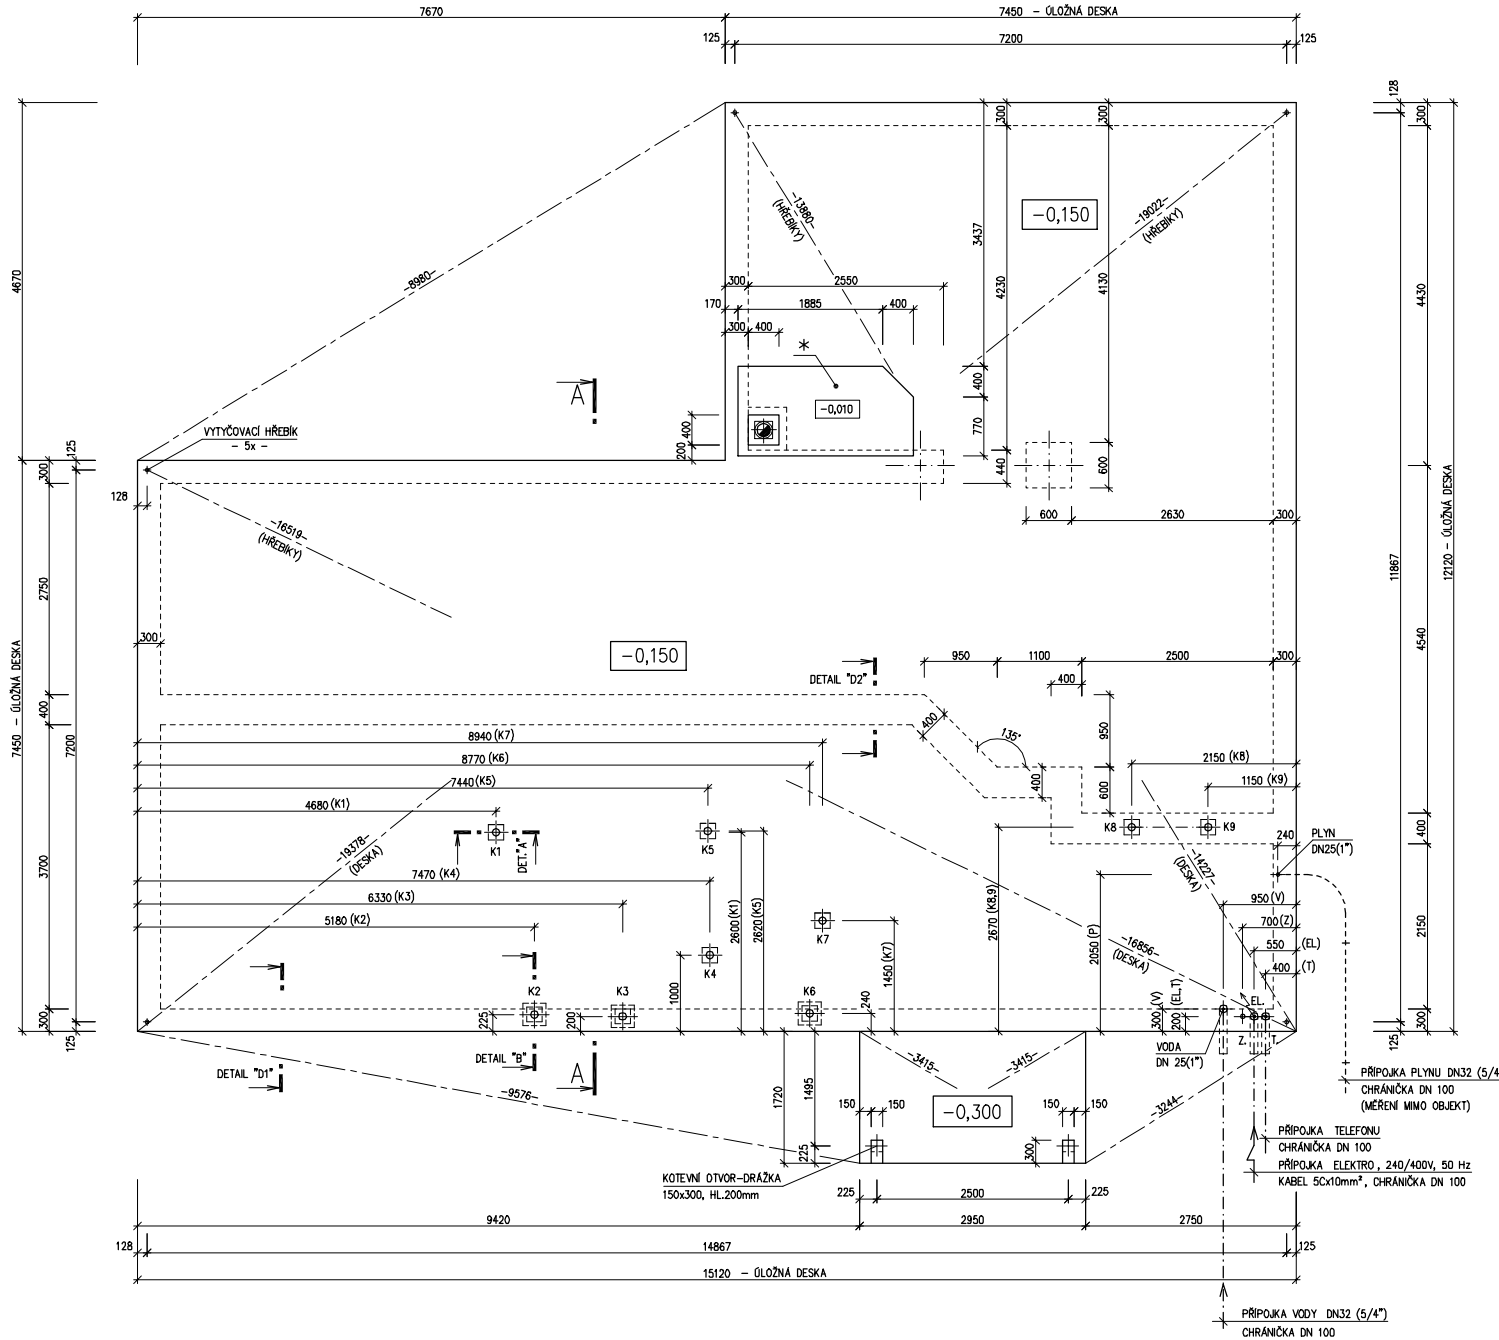 7670
7450 - ÚLOŽNÁ DESKA
125
7200
125
128
300
300
300
-13880-
(HŘEBÍKY)
-0,150
-19022-
(HŘEBÍKY)
3437
4230
4130
4430
4670
-8980-
300
2550
170
1885
400
300
400
*
A
-0,010
400
770
400
200
440
600
VYTYČOVACÍ HŘEBÍK
- 5x -
125
300
128
600
2630
300
-16519-
(HŘEBÍKY)
11867
12120 - ÚLOŽNÁ DESKA
2750
300
-0,150
950
1100
2500
300
4540
DETAIL "D2"
400
7450 - ÚLOŽNÁ DESKA
400
7200
400
135°
950
8940 (K7)
8770 (K6)
2150 (K8)
7440 (K5)
400
600
1150 (K9)
4680 (K1)
K1
DET."A"
K5
K8
K9
400
240
PLYN
DN25(1")
-19378-
(DESKA)
3700
7470 (K4)
6330 (K3)
5180 (K2)
2600 (K1)
2620 (K5)
2670 (K8,9)
-14227-
(DESKA)
950 (V)
700 (Z)
550
(EL)
400
(T)
2150
2050 (P)
-16856-
(DESKA)
K7
K4
1450 (K7)
1000
K2
K3
K6
240
225
200
300 (V)
200 (EL,T)
EL.
Z.
T.
300
125
300
125
VODA
DN 25(1")
DETAIL "D1"
DETAIL "B"
A
-9576-
1720
1495
225
-3415-
-3415-
-0,300
150
150
150
150
300
-3244-
PŘÍPOJKA PLYNU DN32 (5/4
CHRÁNIČKA DN 100
(MĚŘENÍ MIMO OBJEKT)
PŘÍPOJKA TELEFONU
CHRÁNIČKA DN 100
PŘÍPOJKA ELEKTRO , 240/400V, 50 Hz
KABEL 5Cx10mm², CHRÁNIČKA DN 100
KOTEVNÍ OTVOR-DRÁŽKA
150x300, HL.200mm
225
2500
225
9420
2950
2750
128
14867
125
15120 - ÚLOŽNÁ DESKA
PŘÍPOJKA VODY DN32 (5/4")
CHRÁNIČKA DN 100